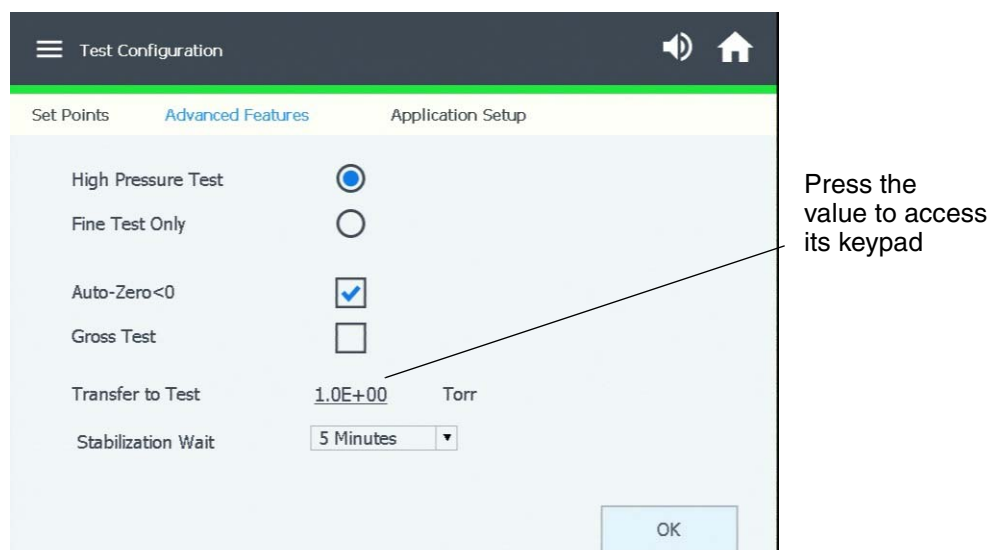 Test Configuration
Set Points Advanced Features Application Setup
High Pressure Test
Fine Test Only
Auto-Zero<0
Gross Test
Transfer to Test 1.0E+00 Torr
Stabilization Wait 5 Minutes
OK
Press the
value to access
its keypad